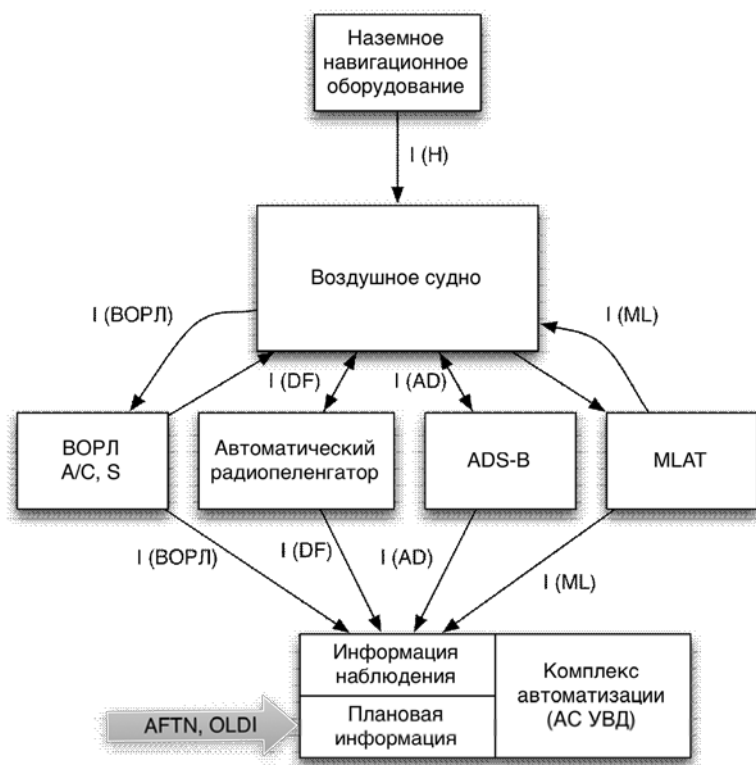 Наземное
навигационное
оборудование
I (Н)
Воздушное судно
I (ВОРЛ)
I (ML)
I (DF)
I (AD)
ВОРЛ
A/C, S
Автоматический
радиопеленгатор
ADS-B
MLAT
I (ВОРЛ)
I (DF)
I (AD)
I (ML)
Информация
наблюдения
Комплекс
автоматизации
(АС УВД)
AFTN, OLDI
Плановая
информация